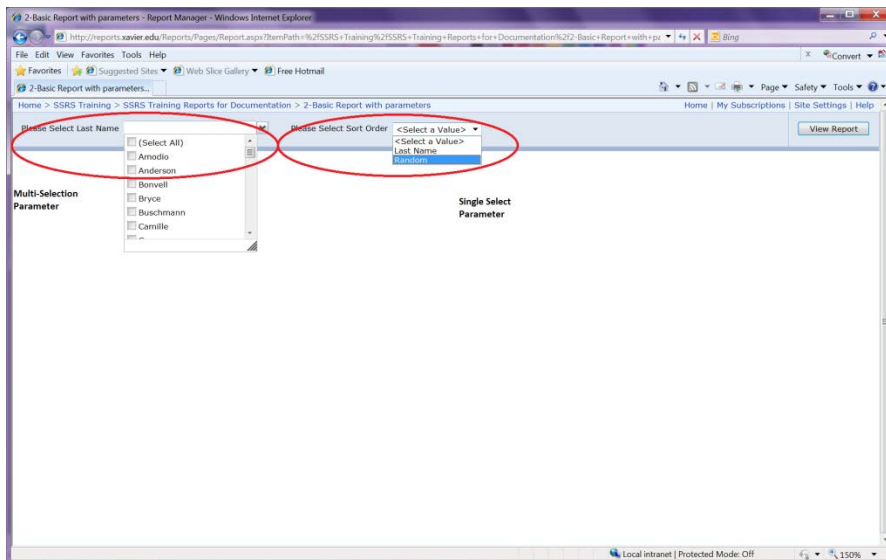 2-Basic Report with parameters - Report Manager - Windows Internet Explorer
http://reports.xavier.edu/Reports/Pages/Report.aspx?ItemPath=%2fSSRS+Training%2fSSRS+Training+Reports+for+Documentation%2f2-Basic+Report+with+pa
Bing
File Edit View Favorites Tools Help
x Convert
Favorites Suggested Sites Web Slice Gallery Free Hotmail
2-Basic Report with parameters...
Page Safety Tools
Home > SSRS Training > SSRS Training Reports for Documentation > 2-Basic Report with parameters
Home | My Subscriptions | Site Settings | Help
Please Select Last Name
Please Select Sort Order <Select a Value>
View Report
(Select All)
Amodio
Anderson
Bonvell
Bryce
Buschmann
Camille
<Select a Value>
Last Name
Random
Multi-Selection
Parameter
Single Select
Parameter
Local intranet | Protected Mode: Off
150%